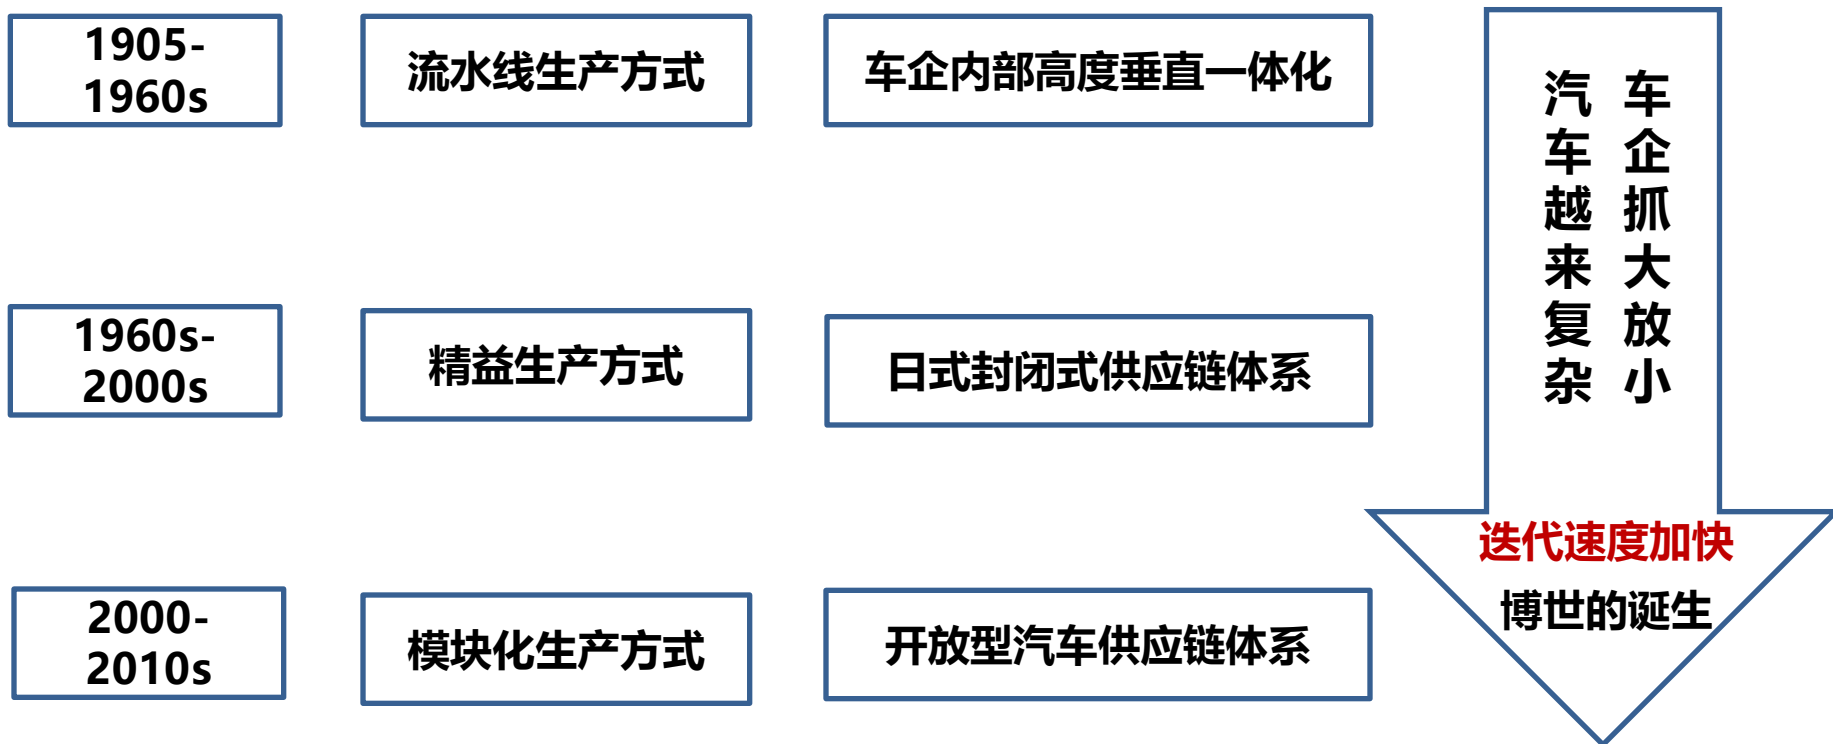 1905-
1960s
流水线生产方式
车企内部高度垂直一体化
1960s-
2000s
精益生产方式
日式封闭式供应链体系
2000-
2010s
模块化生产方式
开放型汽车供应链体系
汽车越来复杂
车企抓大放小
迭代速度加快
博世的诞生